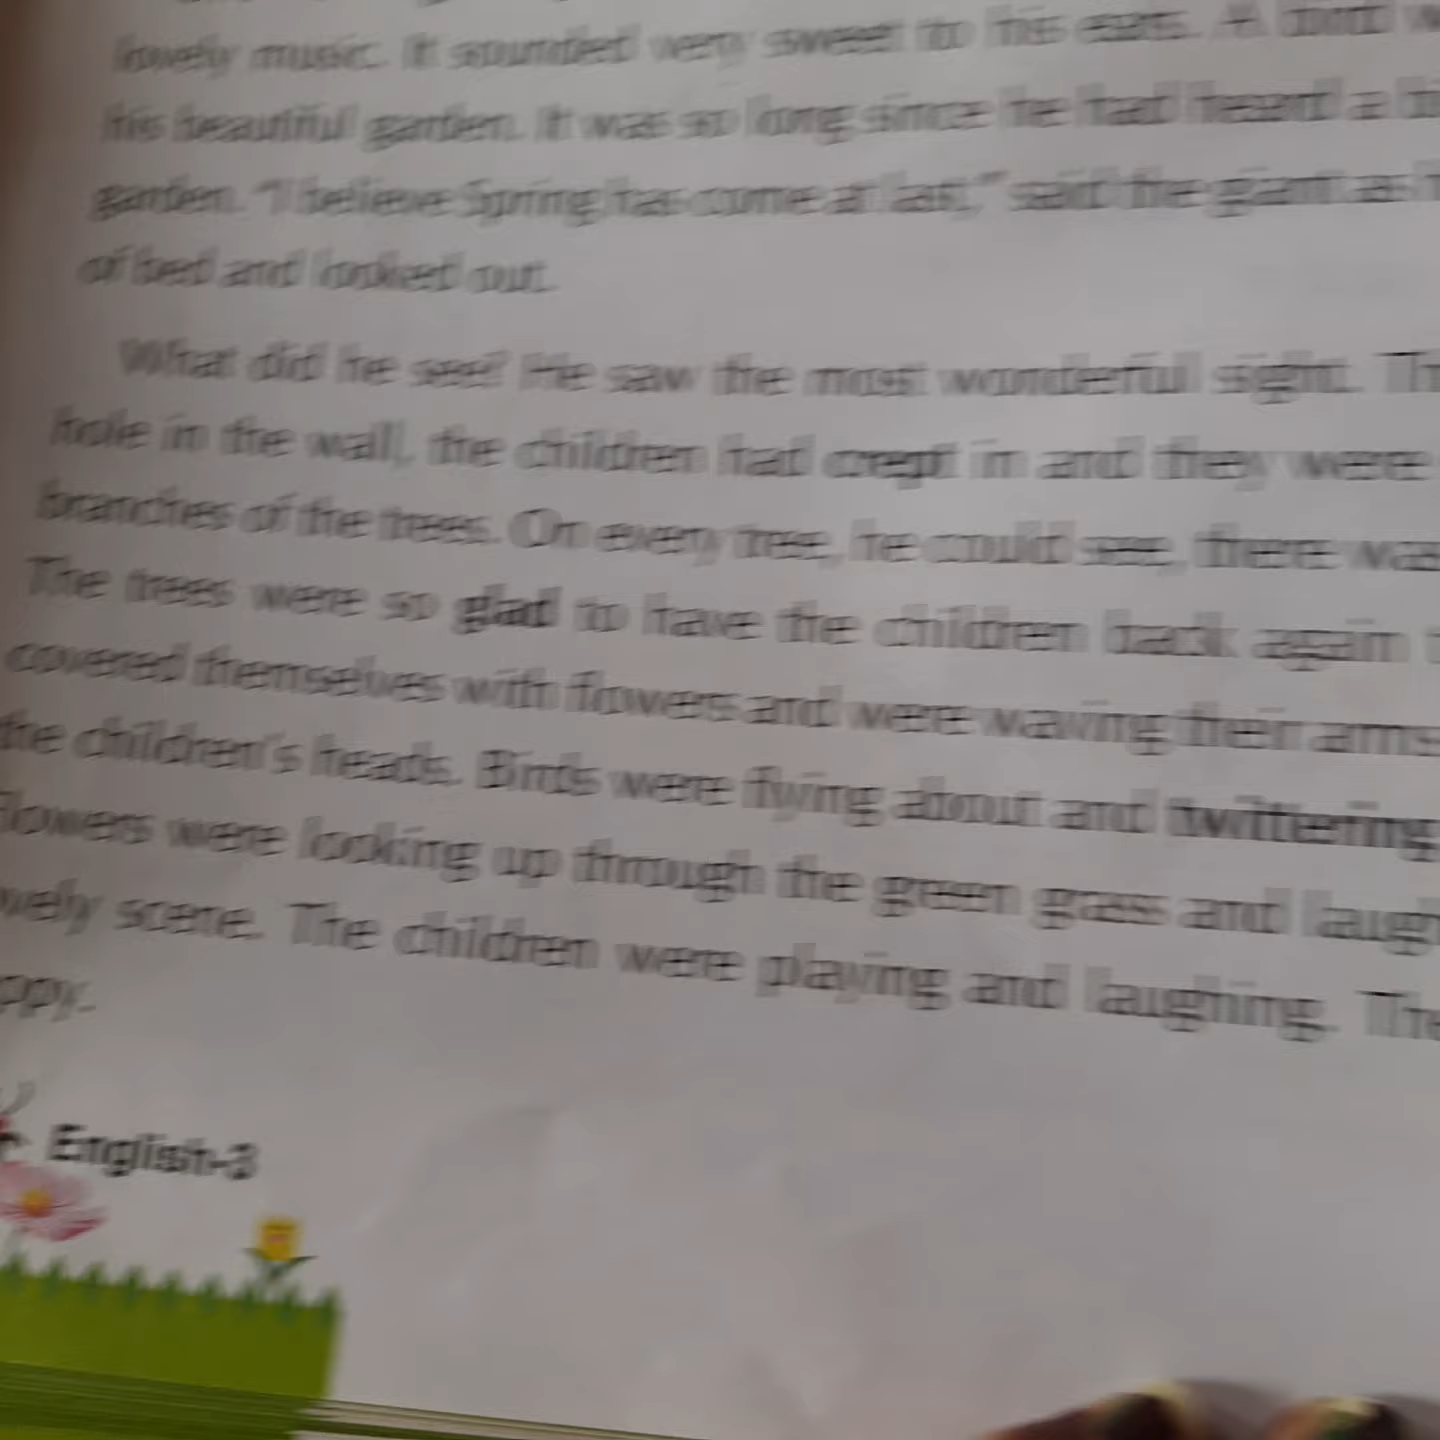 lovely music. It sounded very sweet to his ears. A bird
his beautiful garden. It was so long since he had heard a
garden. "I believe Spring has come at last," said the giant as
of bed and looked out.
What did he see? He saw the most wonderful sight.
hole in the wall, the children had crept in and they were
branches of the trees. On every tree, he could see, there was
The trees were so glad to have the children back again
covered themselves with flowers and were waving their arms
the children's heads. Birds were flying about and twittering
flowers were looking up through the green grass and
scene. The children were playing and laughing.
English-3